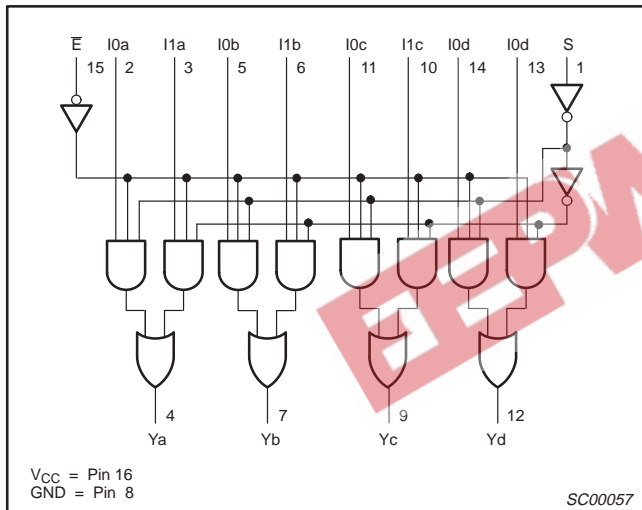 E̅ I0a I1a I0b I1b I0c I1c I0d I0d S
15 2 3 5 6 11 10 14 13 1
4 7 9 12
Ya Yb Yc Yd
VCC = Pin 16
GND = Pin 8
SC00057